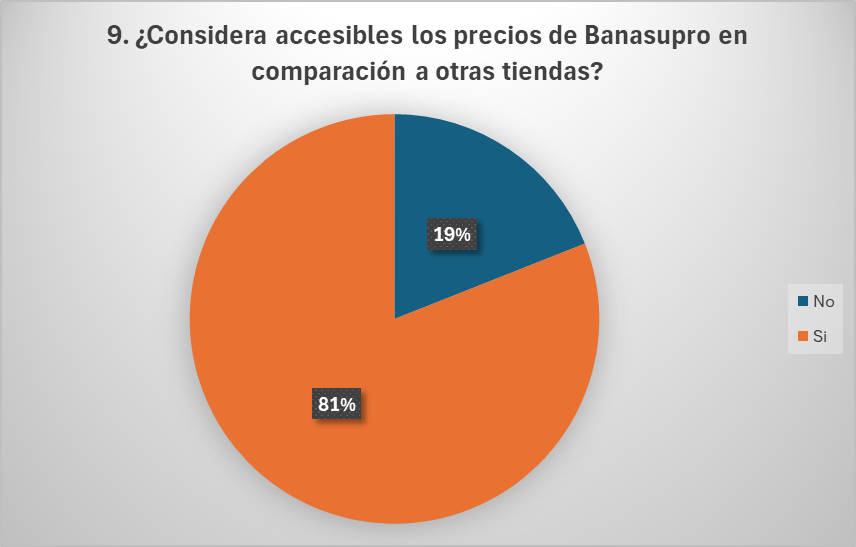 9. ¿Considera accesibles los precios de Banasupro en
comparación a otras tiendas?
19%
81%
No
Si